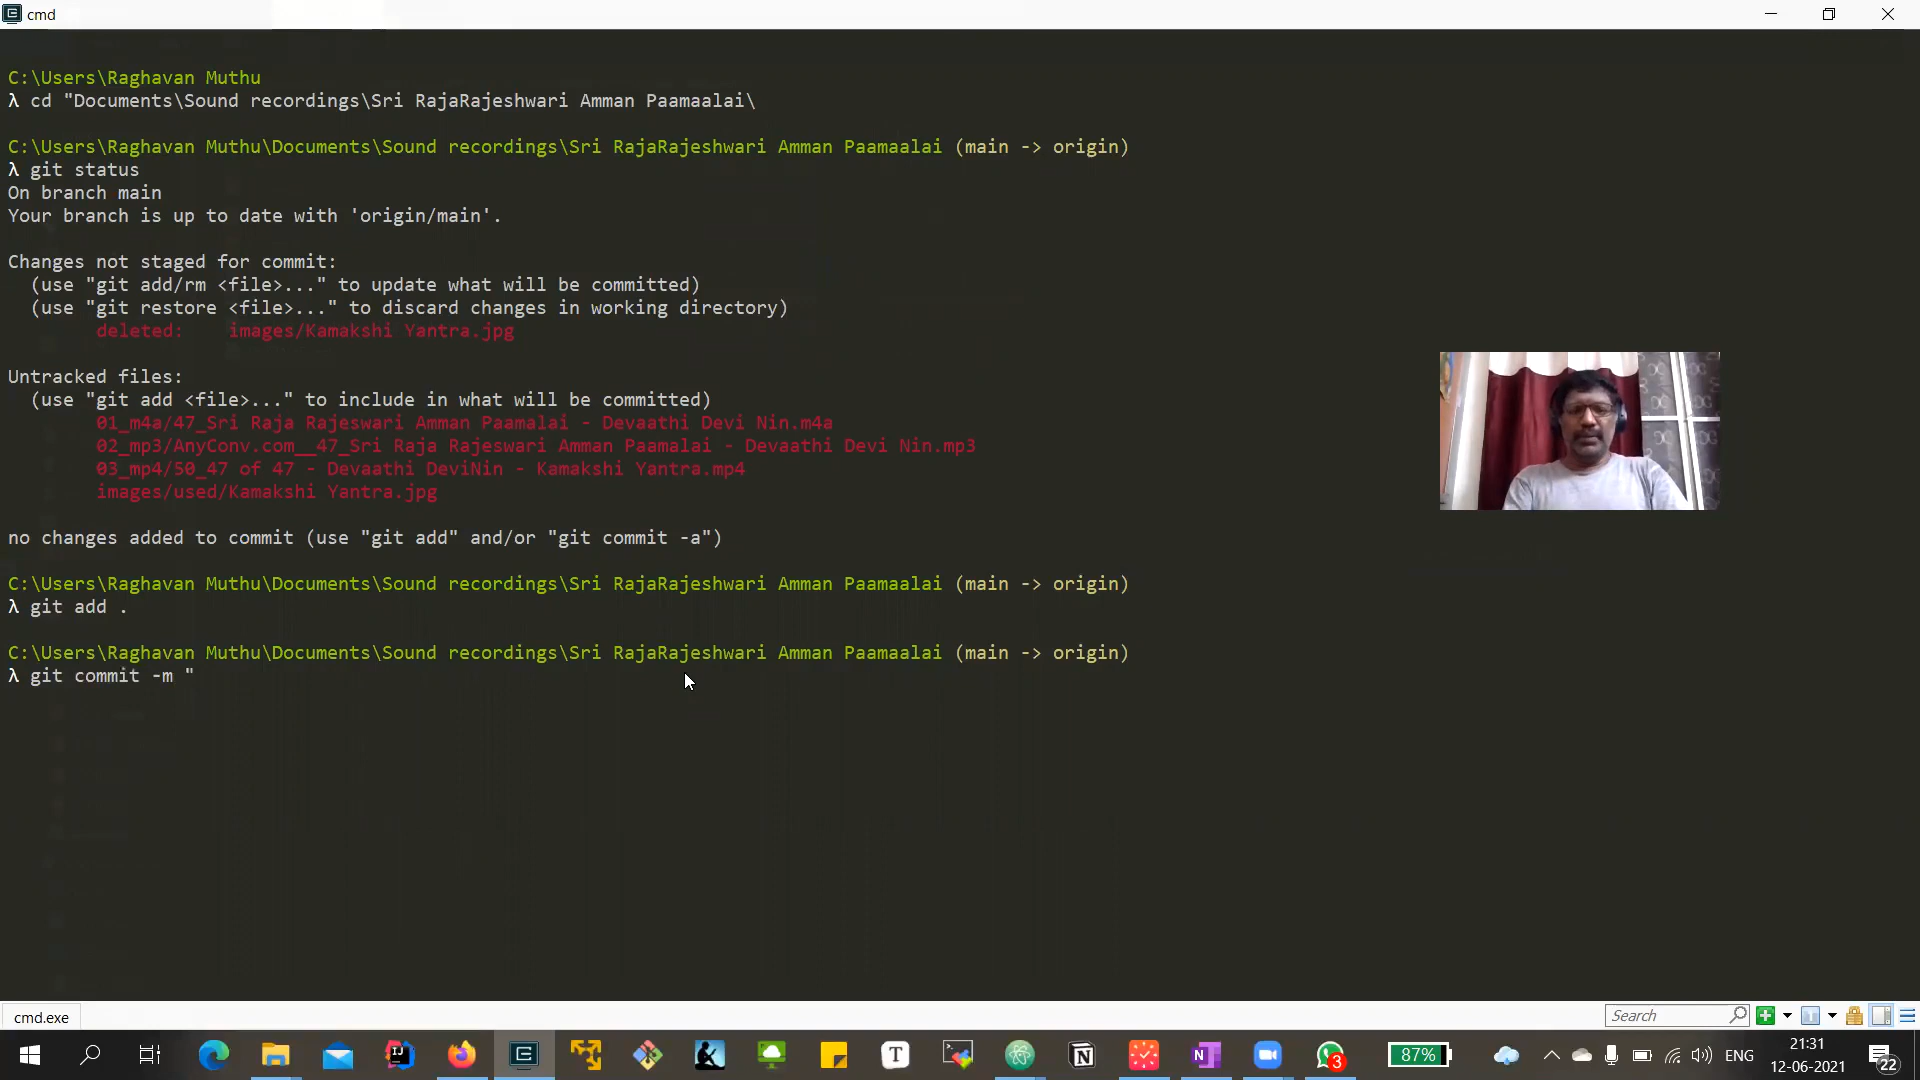 cmd
C:\Users\Raghavan Muthu
λ cd "Documents\Sound recordings\Sri RajaRajeshwari Amman Paamaalai\
C:\Users\Raghavan Muthu\Documents\Sound recordings\Sri RajaRajeshwari Amman Paamaalai (main -> origin)
λ git status
On branch main
Your branch is up to date with 'origin/main'.
Changes not staged for commit:
(use "git add/rm <file>..." to update what will be committed)
(use "git restore <file>..." to discard changes in working directory)
deleted: images/Kamakshi Yantra.jpg
Untracked files:
(use "git add <file>..." to include in what will be committed)
01_m4a/47_Sri Raja Rajeswari Amman Paamalai - Devaathi Devi Nin.m4a
02_mp3/AnyConv.com__47_Sri Raja Rajeswari Amman Paamalai - Devaathi Devi Nin.mp3
03_mp4/50_47 of 47 - Devaathi DeviNin - Kamakshi Yantra.mp4
images/used/Kamakshi Yantra.jpg
no changes added to commit (use "git add" and/or "git commit -a")
C:\Users\Raghavan Muthu\Documents\Sound recordings\Sri RajaRajeshwari Amman Paamaalai (main -> origin)
λ git add .
C:\Users\Raghavan Muthu\Documents\Sound recordings\Sri RajaRajeshwari Amman Paamaalai (main -> origin)
λ git commit -m "
cmd.exe
Search
87%
3
ENG
21:31
12-06-2021
22